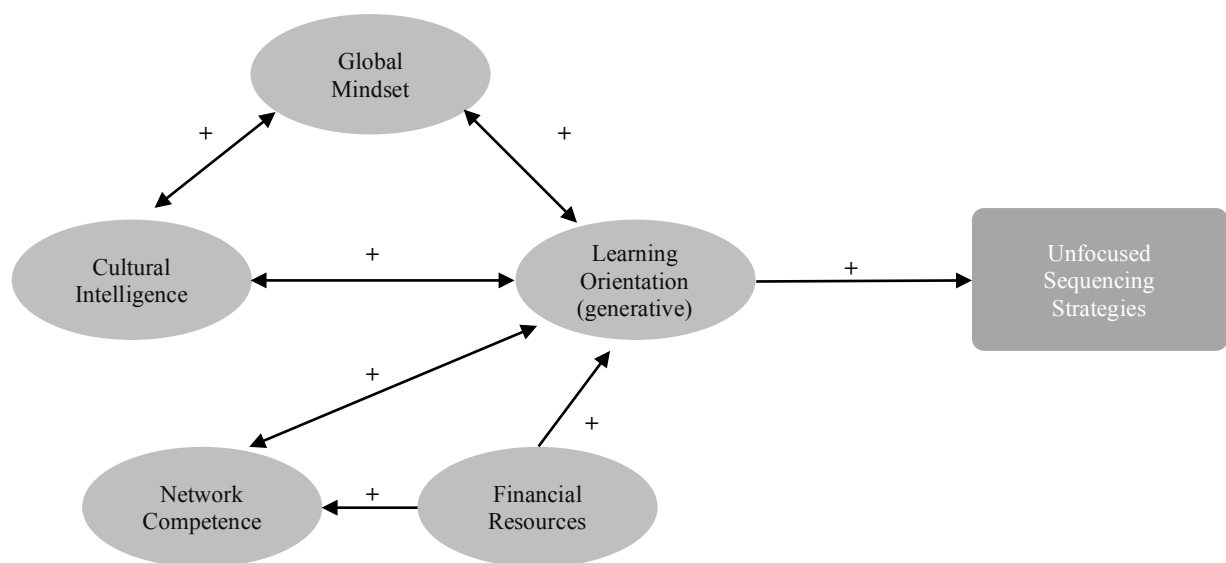 Global
Mindset
+
+
Cultural
Intelligence
+
Learning
Orientation
(generative)
+
Unfocused
Sequencing
Strategies
+
+
Network
Competence
+
Financial
Resources